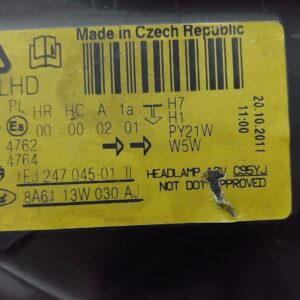 Made in Czech Republic
LHD
PL HR HC A 1a H7
H1
E8 00 00 02 01 PY21W
4762 W5W
4764
20.10.2011
11:00
1EJ 247 045-01 II
HEADLAMP 12V C95YJ
NOT DOT APPROVED
8A61 13W 030 AJ